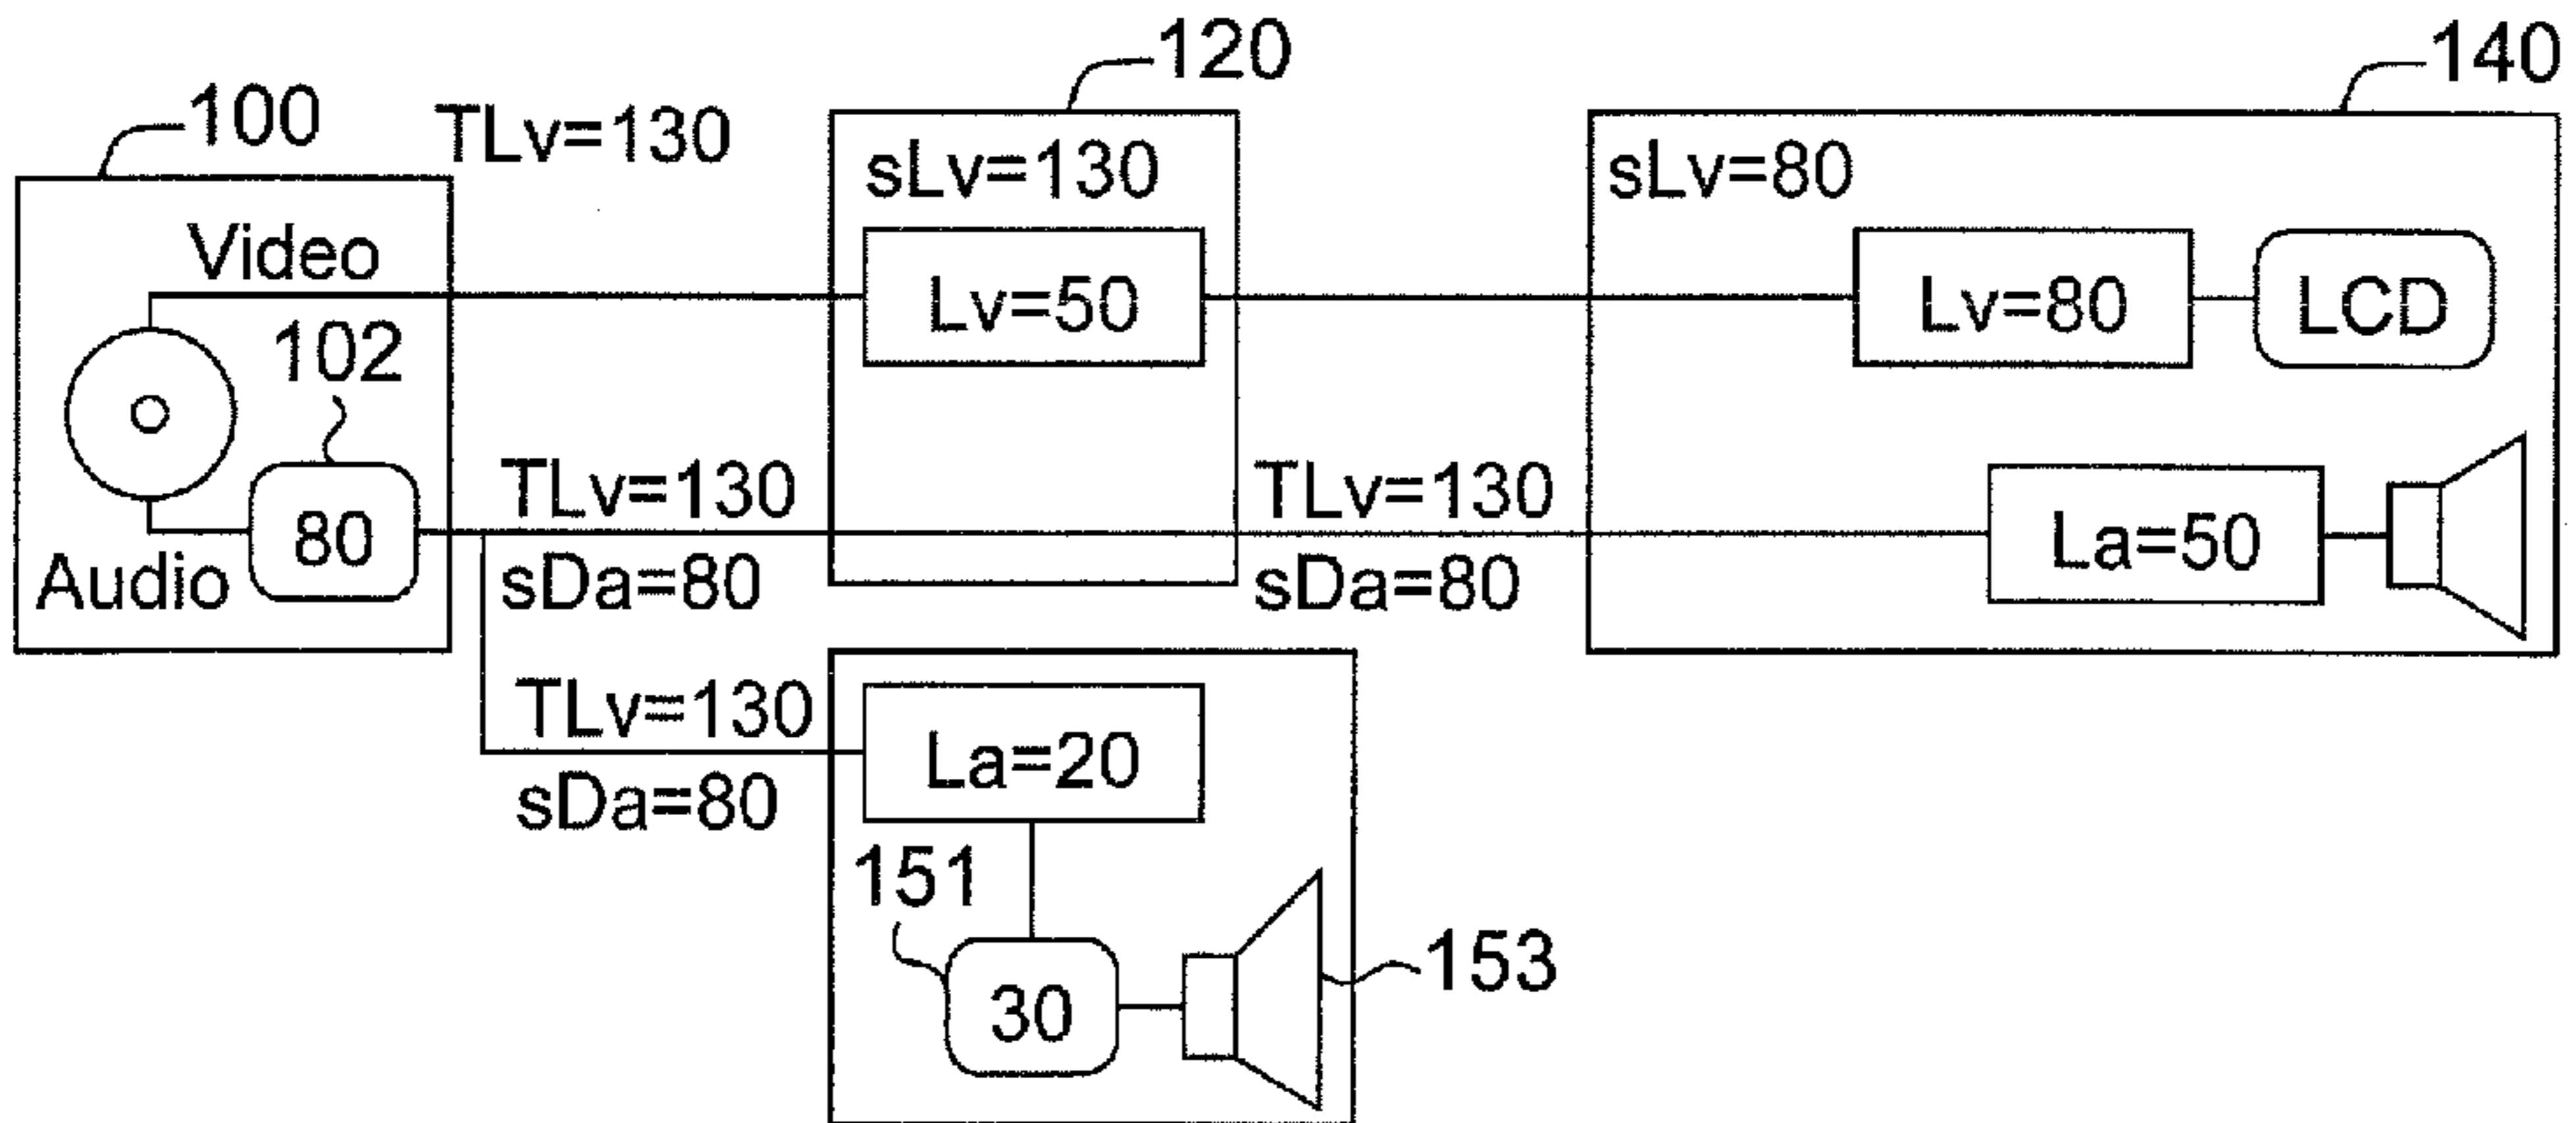 120
140
100
TLv=130
sLv=130
sLv=80
Video
Lv=50
Lv=80
LCD
102
80
Audio
TLv=130
sDa=80
TLv=130
sDa=80
La=50
TLv=130
sDa=80
La=20
151
30
153